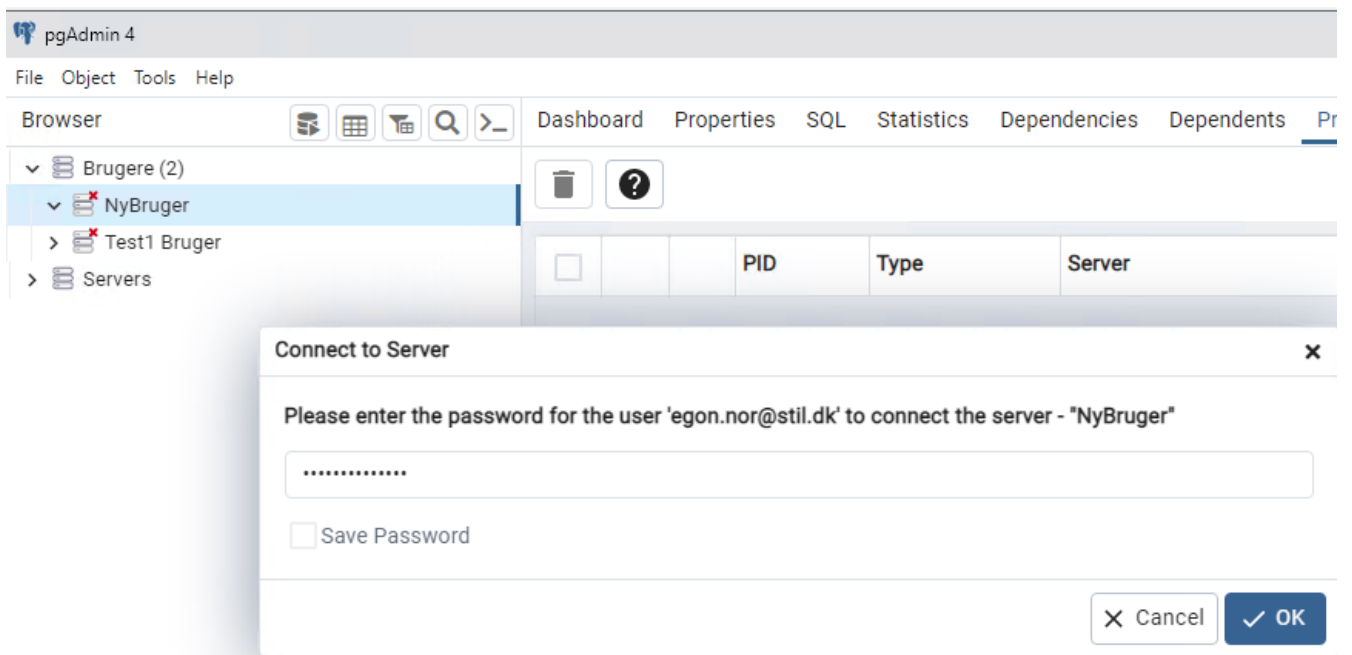 pgAdmin 4
File Object Tools Help
Browser
Dashboard Properties SQL Statistics Dependencies Dependents Pr
Brugere (2)
NyBruger
Test1 Bruger
Servers
PID Type Server
Connect to Server
Please enter the password for the user 'egon.nor@stil.dk' to connect the server - "NyBruger"
••••••••••••••
Save Password
Cancel OK